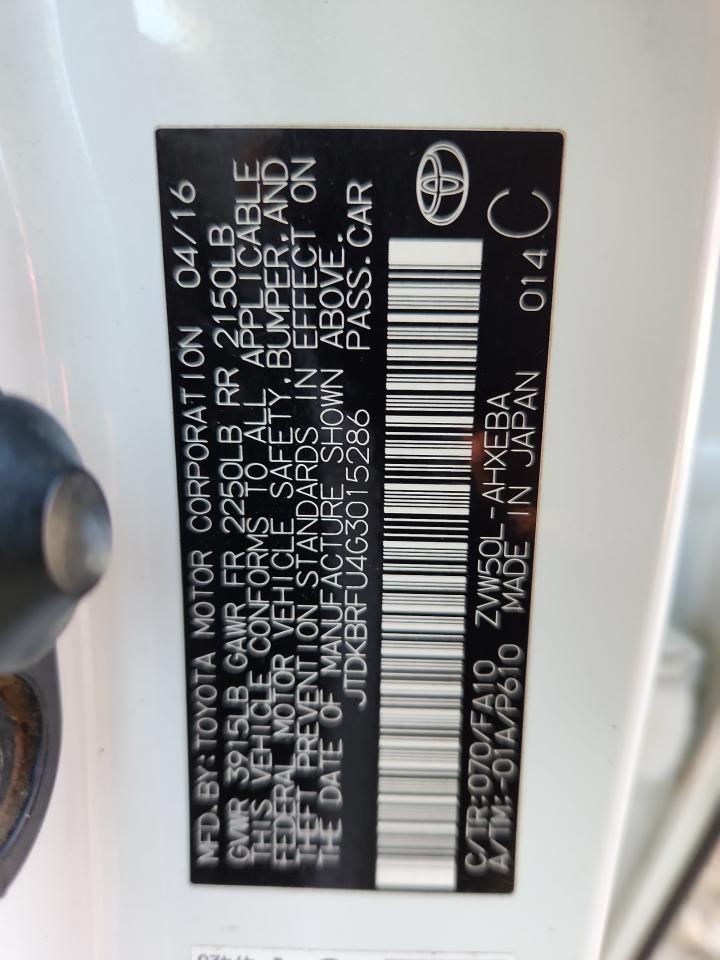 MFD.BY:TOYOTA MOTOR CORPORATION 04/16
GVWR 3915LB GAWR FR 2250LB RR 2150LB
THIS VEHICLE CONFORMS TO ALL APPLICABLE
FEDERAL MOTOR VEHICLE SAFETY,BUMPER,AND
THEFT PREVENTION STANDARDS IN EFFECT ON
THE DATE OF MANUFACTURE SHOWN ABOVE.
JTDKBRFU4G3015286 PASS.CAR
C/TR:070/FA10 ZVW50L-AHXEBA
A/TM:-01A/P610 MADE IN JAPAN 014 C